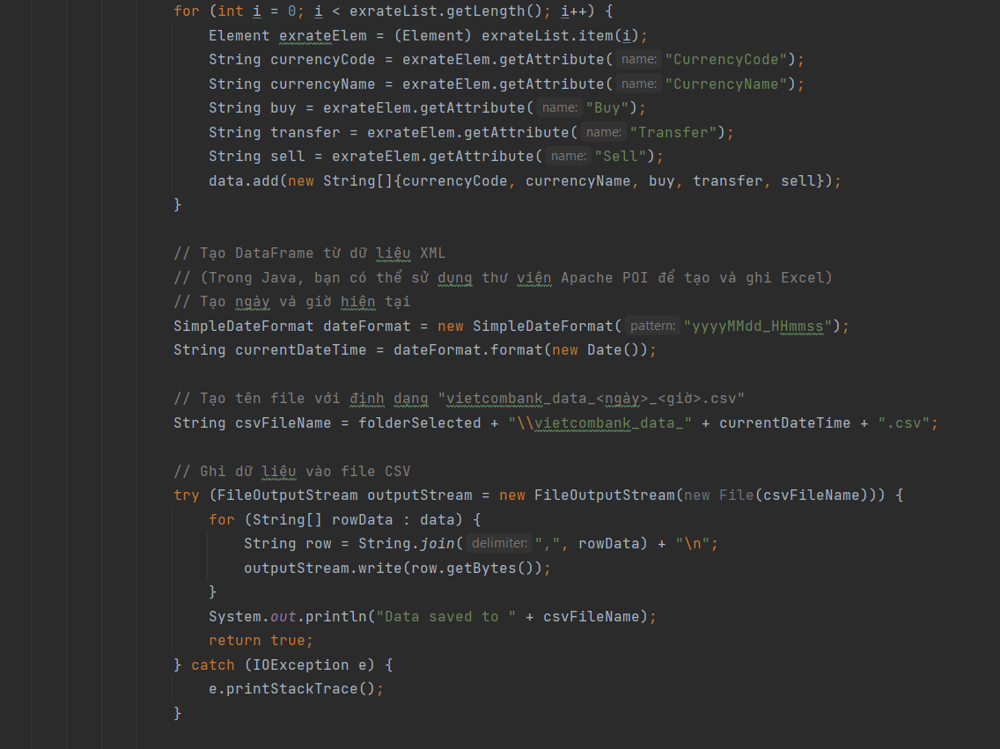 for (int i = 0; i < exrateList.getLength(); i++) {
Element exrateElem = (Element) exrateList.item(i);
String currencyCode = exrateElem.getAttribute( name: "CurrencyCode");
String currencyName = exrateElem.getAttribute( name: "CurrencyName");
String buy = exrateElem.getAttribute( name: "Buy");
String transfer = exrateElem.getAttribute( name: "Transfer");
String sell = exrateElem.getAttribute( name: "Sell");
data.add(new String[]{currencyCode, currencyName, buy, transfer, sell});
}
// Tạo DataFrame từ dữ liệu XML
// (Trong Java, bạn có thể sử dụng thư viện Apache POI để tạo và ghi Excel)
// Tạo ngày và giờ hiện tại
SimpleDateFormat dateFormat = new SimpleDateFormat( pattern: "yyyyMMdd_HHmmss");
String currentDateTime = dateFormat.format(new Date());
// Tạo tên file với định dạng "vietcombank_data_<ngày>_<giờ>.csv"
String csvFileName = folderSelected + "\\vietcombank_data_" + currentDateTime + ".csv";
// Ghi dữ liệu vào file CSV
try (FileOutputStream outputStream = new FileOutputStream(new File(csvFileName))) {
for (String[] rowData : data) {
String row = String.join( delimiter: ",", rowData) + "\n";
outputStream.write(row.getBytes());
}
System.out.println("Data saved to " + csvFileName);
return true;
} catch (IOException e) {
e.printStackTrace();
}